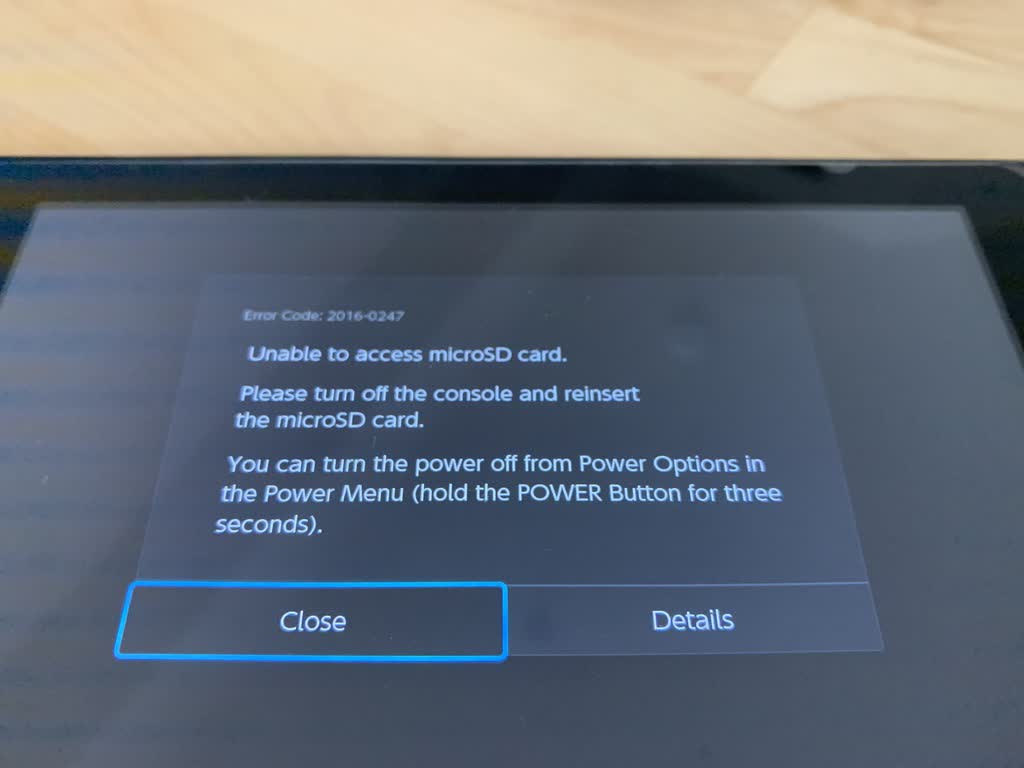 Error Code: 2016-0247
Unable to access microSD card.
Please turn off the console and reinsert
the microSD card.
You can turn the power off from Power Options in
the Power Menu (hold the POWER Button for three
seconds).
Close
Details